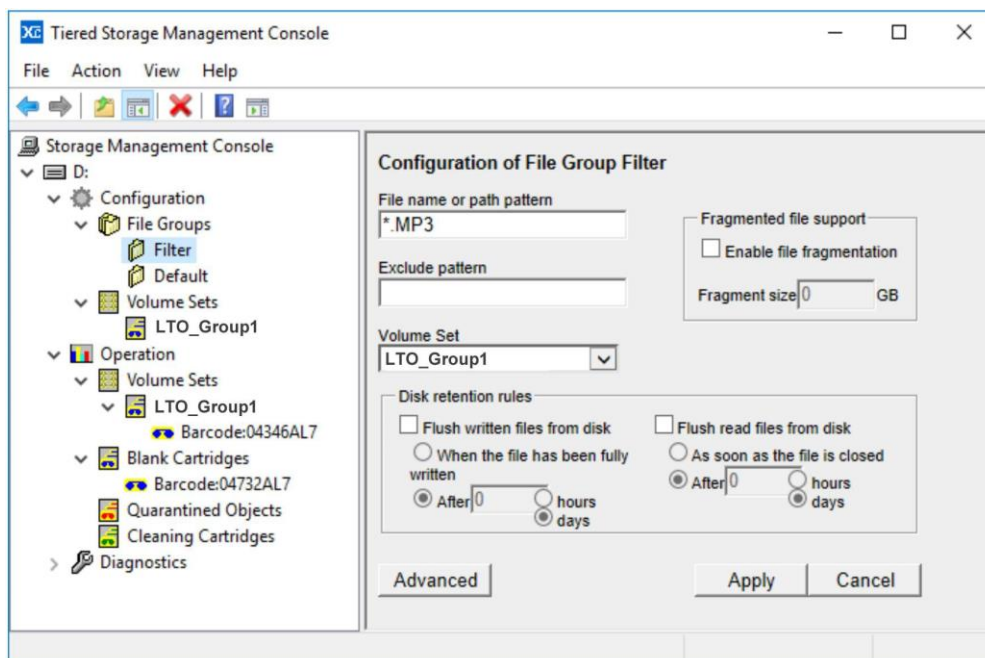 XC Tiered Storage Management Console
File Action View Help
Storage Management Console
D:
Configuration
File Groups
Filter
Default
Volume Sets
LTO_Group1
Operation
Volume Sets
LTO_Group1
Barcode:04346AL7
Blank Cartridges
Barcode:04732AL7
Quarantined Objects
Cleaning Cartridges
Diagnostics
Configuration of File Group Filter
File name or path pattern
*.MP3
Exclude pattern
Volume Set
LTO_Group1
Fragmented file support
Enable file fragmentation
Fragment size 0 GB
Disk retention rules
Flush written files from disk
When the file has been fully
written
After 0 hours
days
Flush read files from disk
As soon as the file is closed
After 0 hours
days
Advanced Apply Cancel